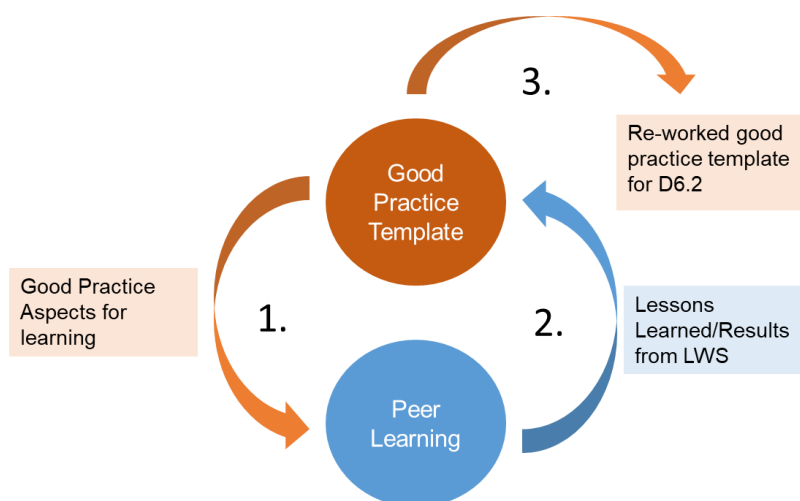 3.
Re-worked good
practice template
for D6.2
Good
Practice
Template
Good Practice
Aspects for
learning
1.
2.
Lessons
Learned/Results
from LWS
Peer
Learning